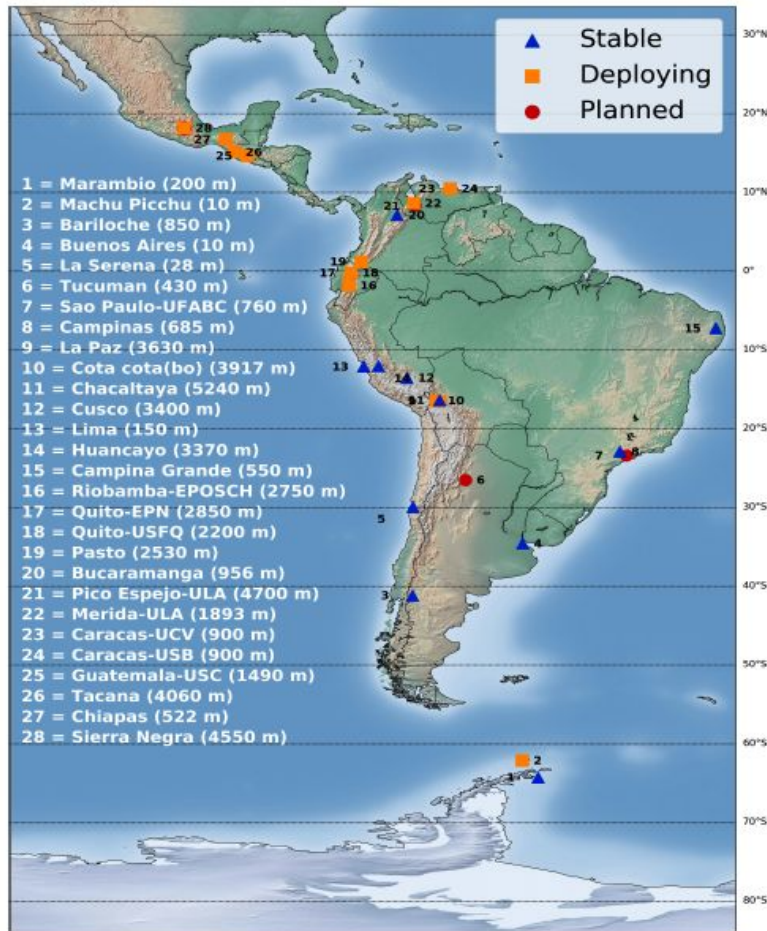 Stable
Deploying
Planned
30°N
20°N
10°N
0°
10°S
20°S
30°S
40°S
50°S
60°S
70°S
80°S
1 = Marambio (200 m)
2 = Machu Picchu (10 m)
3 = Bariloche (850 m)
4 = Buenos Aires (10 m)
5 = La Serena (28 m)
6 = Tucuman (430 m)
7 = Sao Paulo-UFABC (760 m)
8 = Campinas (685 m)
9 = La Paz (3630 m)
10 = Cota cota(bo) (3917 m)
11 = Chacaltaya (5240 m)
12 = Cusco (3400 m)
13 = Lima (150 m)
14 = Huancayo (3370 m)
15 = Campina Grande (550 m)
16 = Riobamba-EPOSCH (2750 m)
17 = Quito-EPN (2850 m)
18 = Quito-USFQ (2200 m)
19 = Pasto (2530 m)
20 = Bucaramanga (956 m)
21 = Pico Espejo-ULA (4700 m)
22 = Merida-ULA (1893 m)
23 = Caracas-UCV (900 m)
24 = Caracas-USB (900 m)
25 = Guatemala-USC (1490 m)
26 = Tacana (4060 m)
27 = Chiapas (522 m)
28 = Sierra Negra (4550 m)
28
27
25 26
23 24
21 22
20
19
17 18
16
15
13 12
11 10
7 8
6
5
4
3
2
1